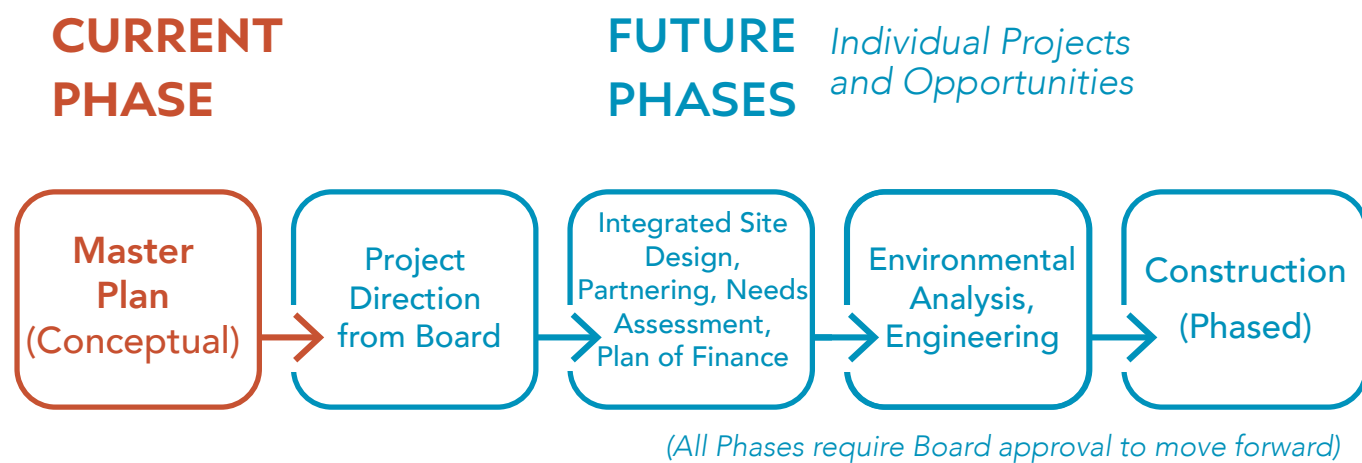 CURRENT
PHASE
FUTURE
PHASES
Individual Projects
and Opportunities
Master
Plan
(Conceptual)
Project
Direction
from Board
Integrated Site
Design,
Partnering, Needs
Assessment,
Plan of Finance
Environmental
Analysis,
Engineering
Construction
(Phased)
(All Phases require Board approval to move forward)